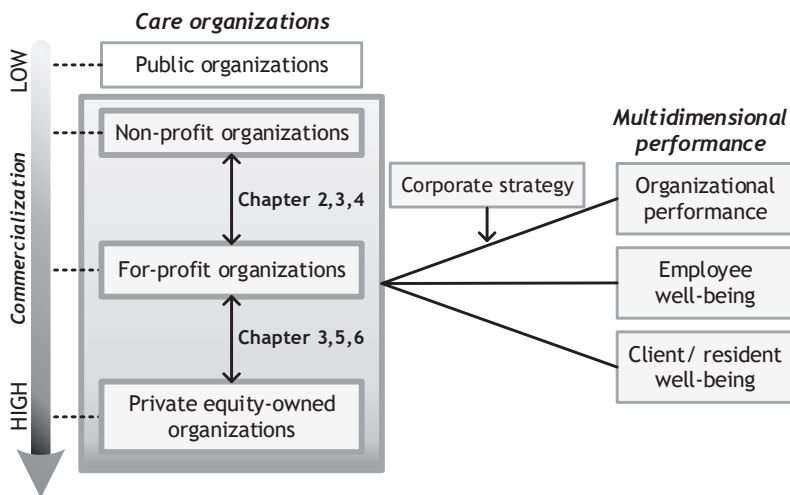 Care organizations
LOW
Public organizations
Non-profit organizations
Chapter 2,3,4
Commercialization
For-profit organizations
Chapter 3,5,6
HIGH
Private equity-owned
organizations
Corporate strategy
Multidimensional
performance
Organizational
performance
Employee
well-being
Client/ resident
well-being